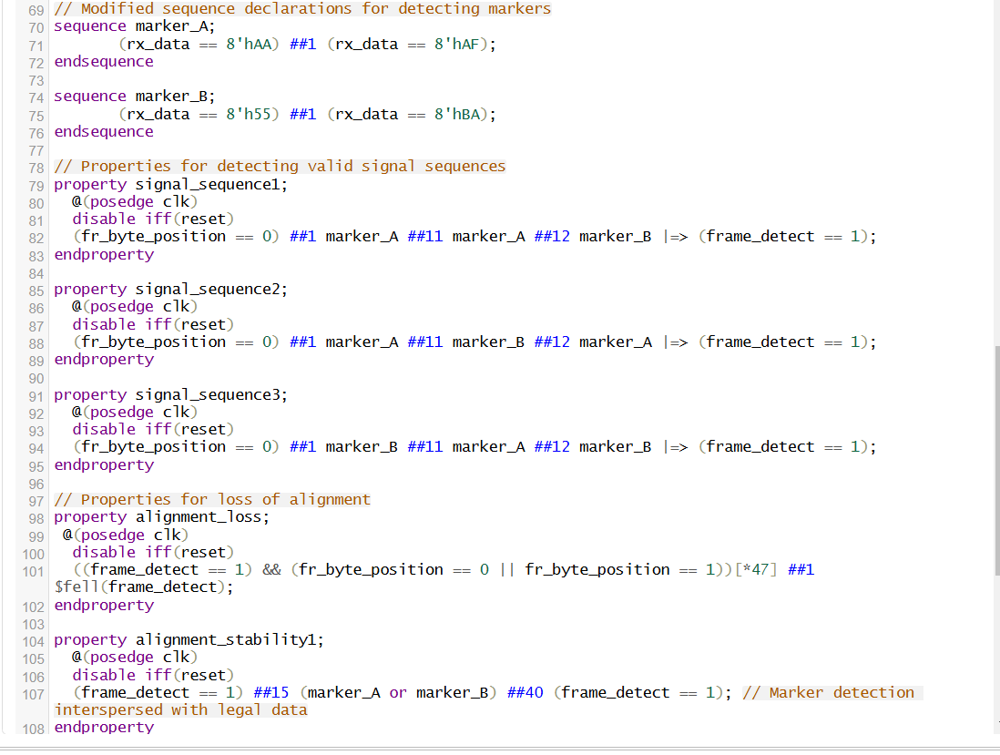 69 // Modified sequence declarations for detecting markers
70 sequence marker_A;
71 (rx_data == 8'hAA) ##1 (rx_data == 8'hAF);
72 endsequence
73
74 sequence marker_B;
75 (rx_data == 8'h55) ##1 (rx_data == 8'hBA);
76 endsequence
77
78 // Properties for detecting valid signal sequences
79 property signal_sequence1;
80 @(posedge clk)
81 disable iff(reset)
82 (fr_byte_position == 0) ##1 marker_A ##11 marker_A ##12 marker_B |=> (frame_detect == 1);
83 endproperty
84
85 property signal_sequence2;
86 @(posedge clk)
87 disable iff(reset)
88 (fr_byte_position == 0) ##1 marker_A ##11 marker_B ##12 marker_A |=> (frame_detect == 1);
89 endproperty
90
91 property signal_sequence3;
92 @(posedge clk)
93 disable iff(reset)
94 (fr_byte_position == 0) ##1 marker_B ##11 marker_A ##12 marker_B |=> (frame_detect == 1);
95 endproperty
96
97 // Properties for loss of alignment
98 property alignment_loss;
99 @(posedge clk)
100 disable iff(reset)
101 ((frame_detect == 1) && (fr_byte_position == 0 || fr_byte_position == 1))[*47] ##1
$fell(frame_detect);
102 endproperty
103
104 property alignment_stability1;
105 @(posedge clk)
106 disable iff(reset)
107 (frame_detect == 1) ##15 (marker_A or marker_B) ##40 (frame_detect == 1); // Marker detection
interspersed with legal data
108 endproperty